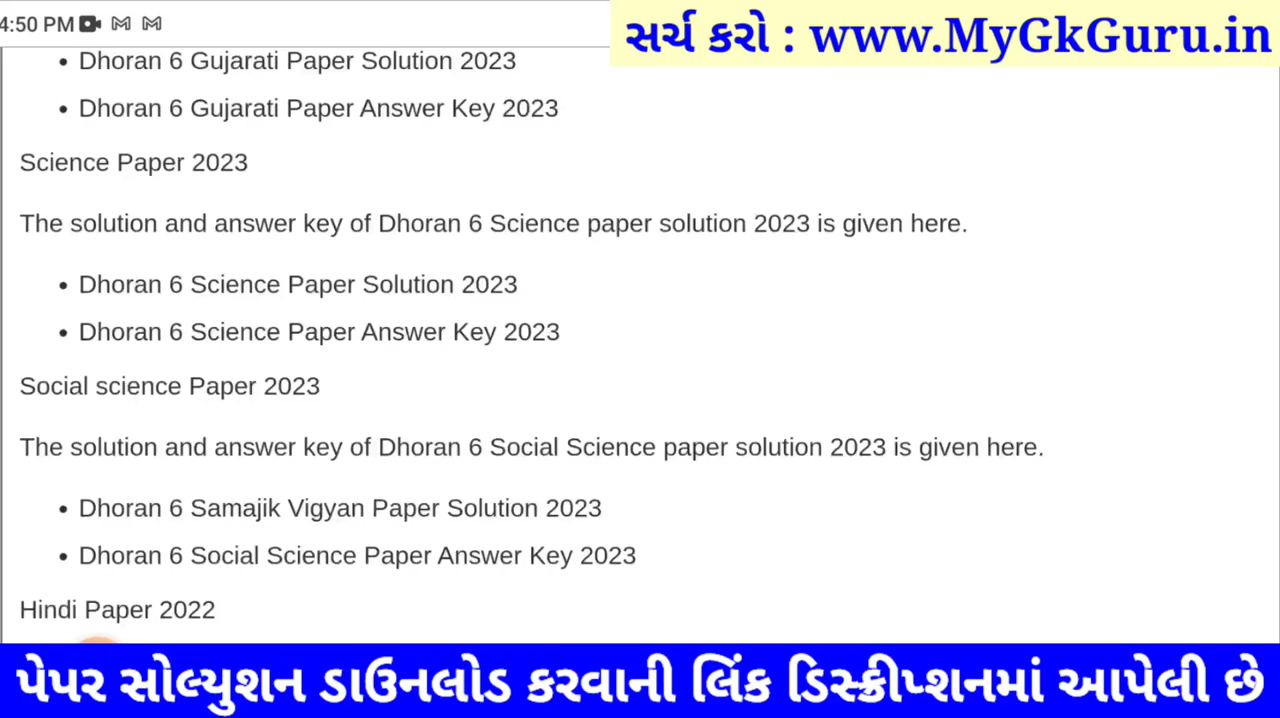 4:50 PM
સર્ચ કરો : www.MyGkGuru.in
• Dhoran 6 Gujarati Paper Solution 2023
• Dhoran 6 Gujarati Paper Answer Key 2023
Science Paper 2023
The solution and answer key of Dhoran 6 Science paper solution 2023 is given here.
• Dhoran 6 Science Paper Solution 2023
• Dhoran 6 Science Paper Answer Key 2023
Social science Paper 2023
The solution and answer key of Dhoran 6 Social Science paper solution 2023 is given here.
• Dhoran 6 Samajik Vigyan Paper Solution 2023
• Dhoran 6 Social Science Paper Answer Key 2023
Hindi Paper 2022
પેપર સોલ્યુશન ડાઉનલોડ કરવાની લિંક ડિસ્ક્રીપ્શનમાં આપેલી છે